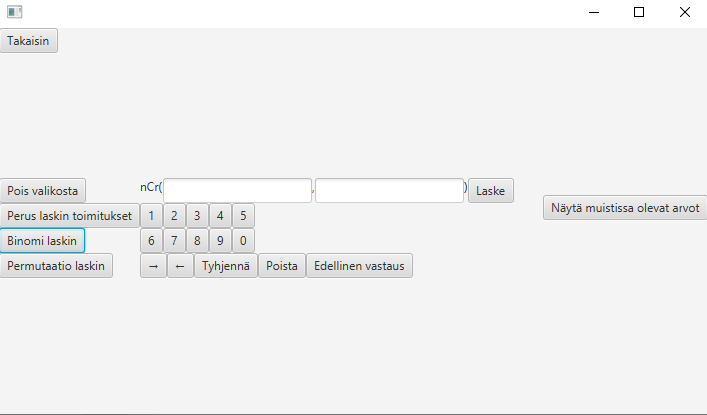 Takaisin
Pois valikosta nCr( , ) Laske
Näytä muistissa olevat arvot
Perus laskin toimitukset 1 2 3 4 5
Binomi laskin 6 7 8 9 0
Permutaatio laskin → ← Tyhjennä Poista Edellinen vastaus